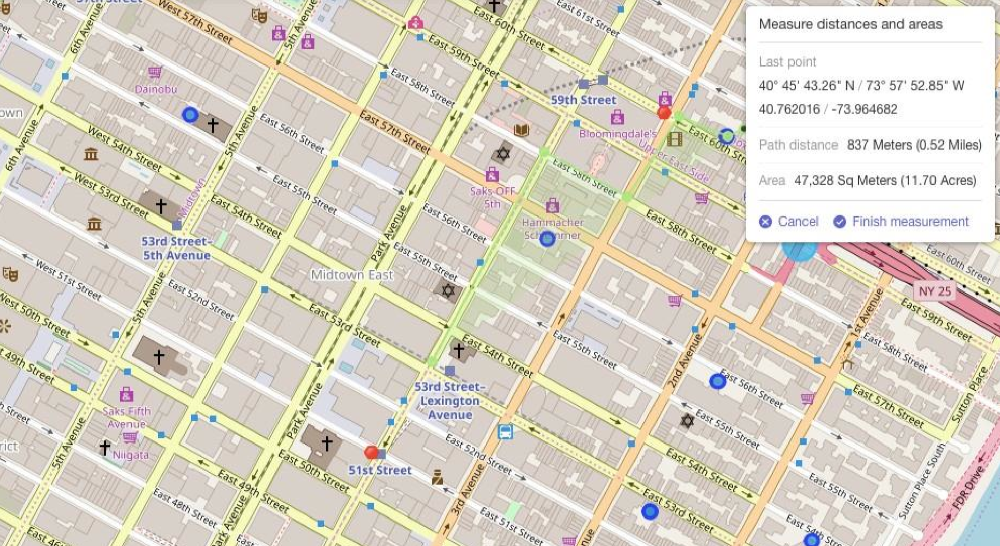 57th Street
West 57th Street
6th Avenue
5th Avenue
East 61st Street
East 60th Street
East 59th Street
East 58th Street
Dainobu
East 57th Street
East 56th Street
59th Street
Bloomingdale's
Upper East Side
East 60th Str
own
6th Avenue
West 54th Street
5th Avenue
East 55th Street
East 58th Street
Saks OFF
5th
West 53rd Street
Midtown
East 54th Street
East 56th Street
Park Avenue
Hammacher
Schlemmer
East 58th Street
53rd Street–
5th Avenue
East 55th Street
Midtown East
West 51st Street
East 52nd Street
West 50th Street
5th Avenue
East 53rd Street
East 54th Street
East 55th Street
East 60th Street
NY 25
East 59th Street
1st Avenue
East 58th Street
2nd Avenue
East 56th Street
East 57th Street
Sutton Place
t 49th Street
Saks Fifth
Avenue
Niigata
53rd Street–
Lexington
Avenue
Park Avenue
East 55th Street
h Street
rict
5th Avenue
East 50th Street
51st Street
East 52nd Street
East 54th Street
East 55th Street
Sutton Place South
FDR Drive
East 49th Street
East 48th Street
Park Avenue
3rd Avenue
East 51st Street
East 53rd Street
East 54th Str
East 46
East
nue
Measure distances and areas
Last point
40° 45' 43.26" N / 73° 57' 52.85" W
40.762016 / -73.964682
Path distance 837 Meters (0.52 Miles)
Area 47,328 Sq Meters (11.70 Acres)
Cancel Finish measurement